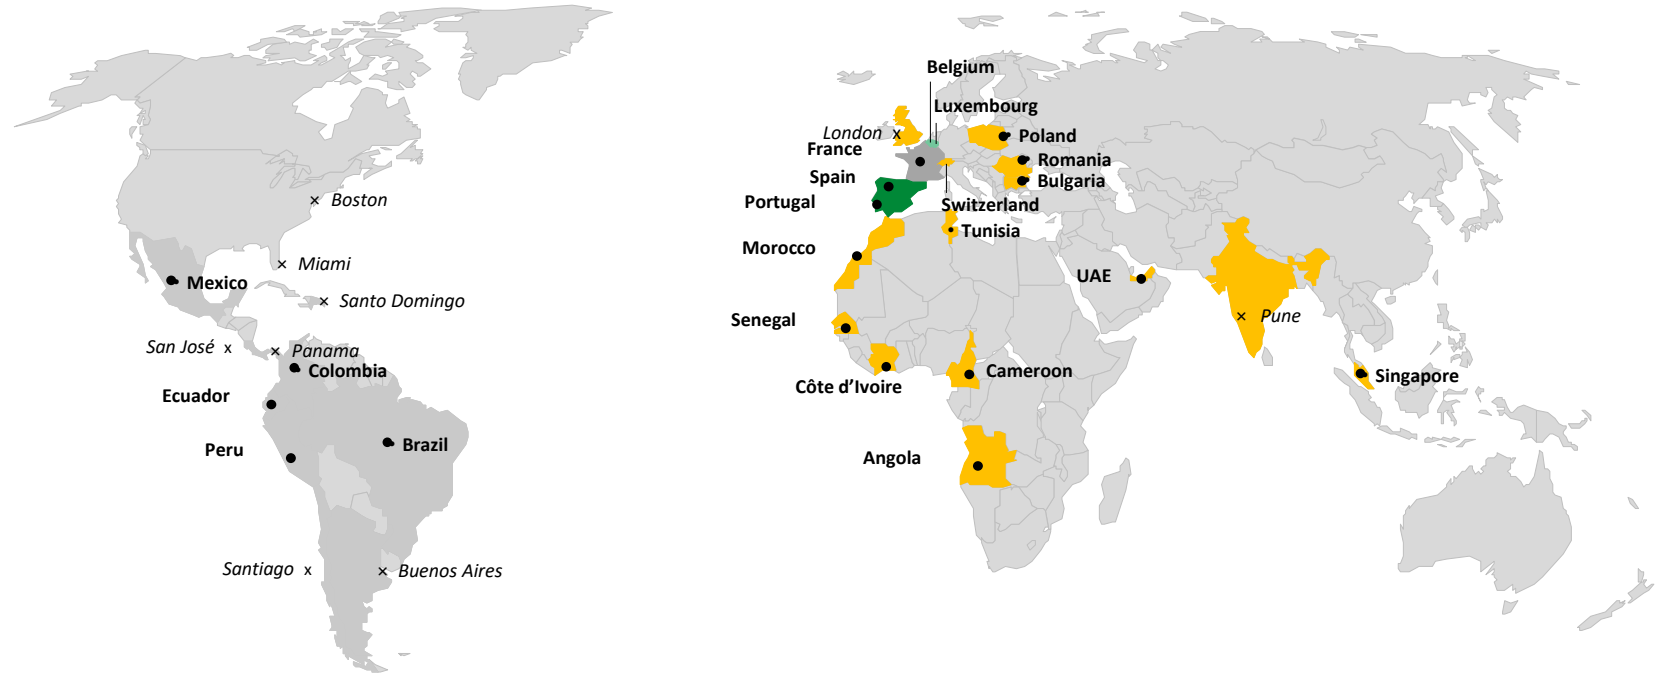 Boston
Miami
Mexico
Santo Domingo
San José x
Panama
Colombia
Ecuador
Peru
Brazil
Santiago x
Buenos Aires
Belgium
Luxembourg
London x
Poland
France
Romania
Spain
Bulgaria
Portugal
Switzerland
Tunisia
Morocco
UAE
Senegal
Pune
Côte d’Ivoire
Cameroon
Singapore
Angola